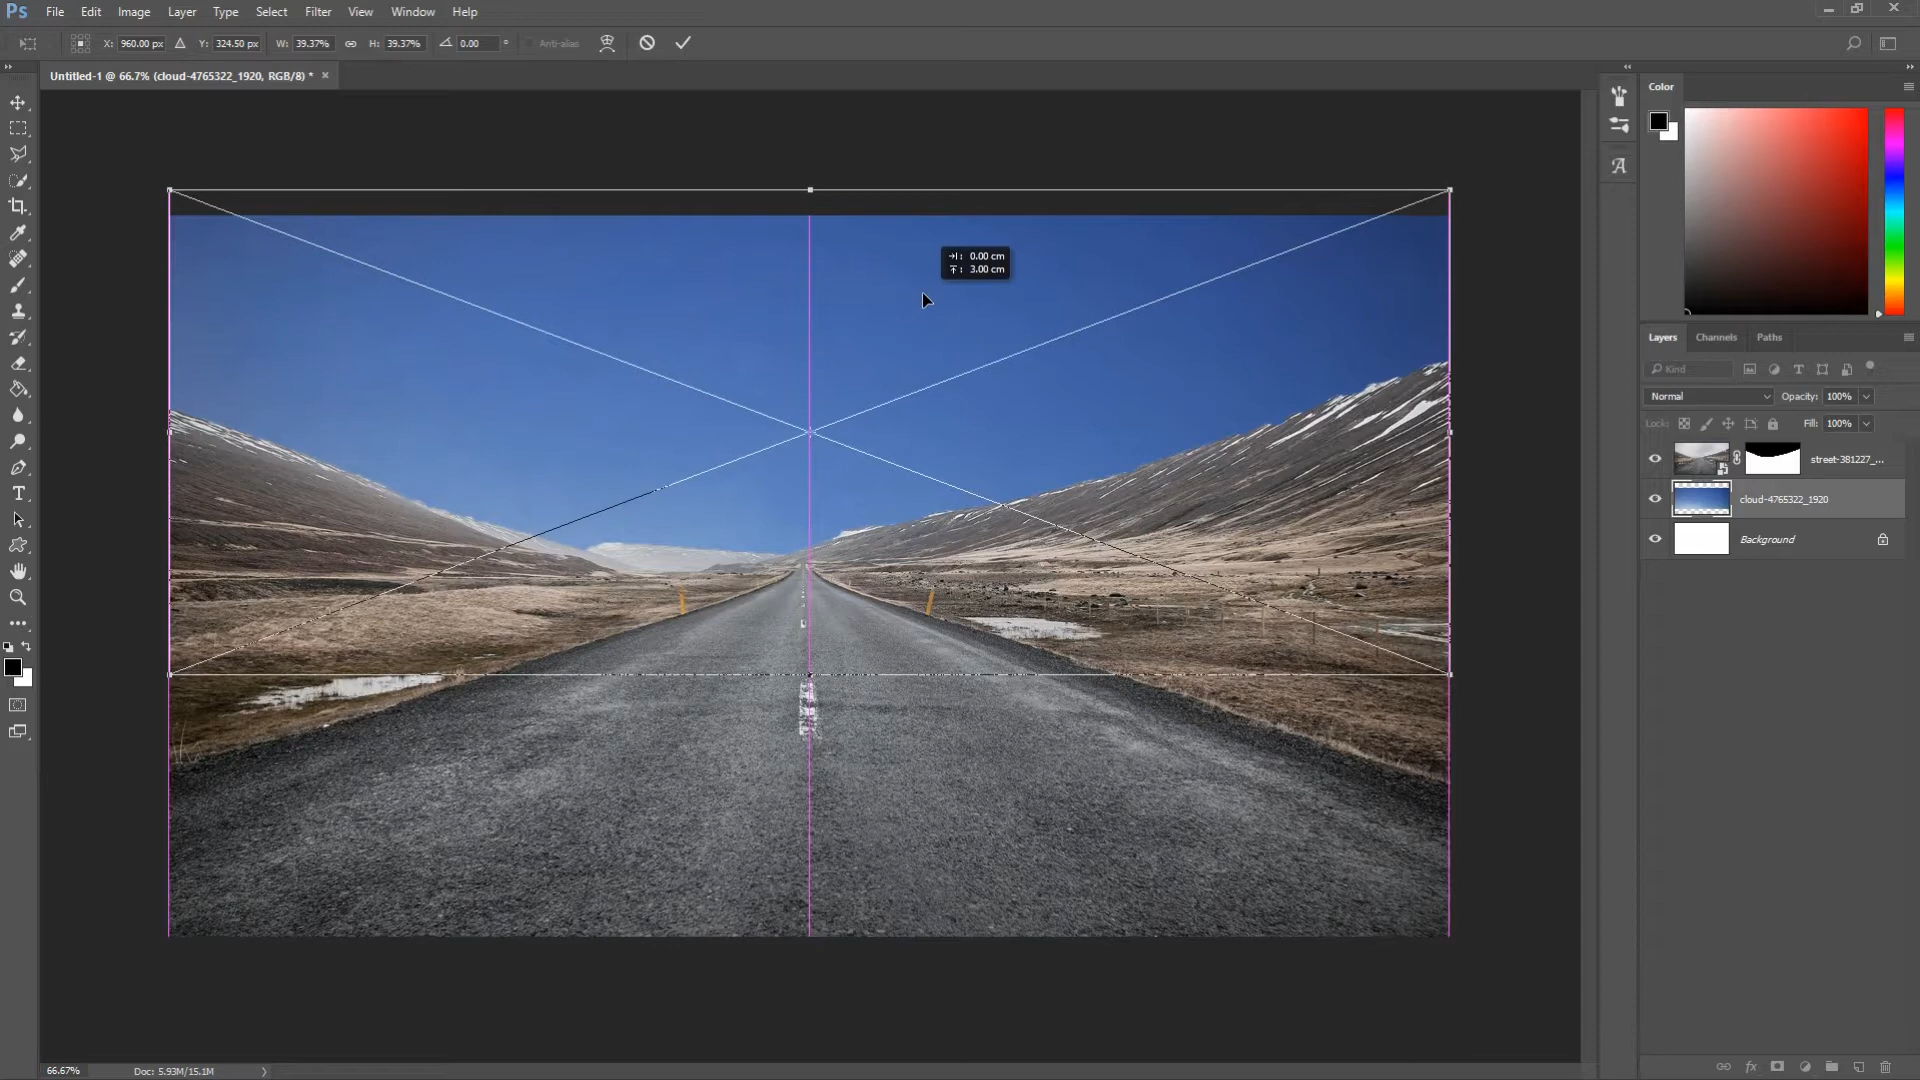 Ps File Edit Image Layer Type Select Filter View Window Help
X: 960.00 px Y: 324.50 px W: 39.37% H: 39.37% 0.00 ° Anti-alias
Untitled-1 @ 66.7% (cloud-4765322_1920, RGB/8) * ×
Color
→|: 0.00 cm
: 3.00 cm
Layers Channels Paths
Kind
Normal Opacity: 100%
Lock: Fill: 100%
street-381227_...
cloud-4765322_1920
Background
66.67% Doc: 5.93M/15.1M